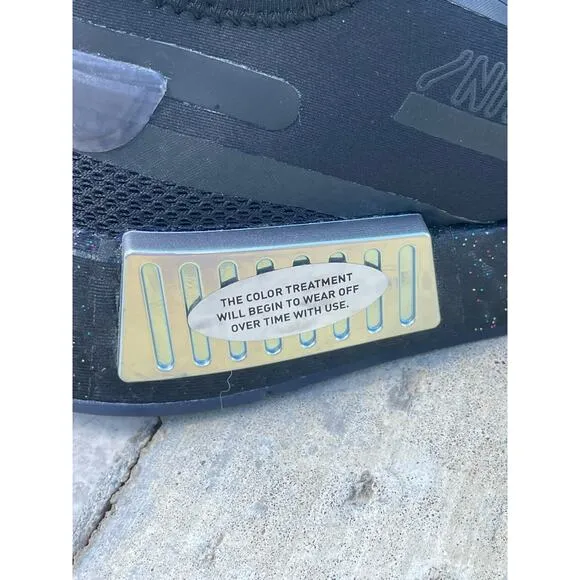 THE COLOR TREATMENT
WILL BEGIN TO WEAR OFF
OVER TIME WITH USE.